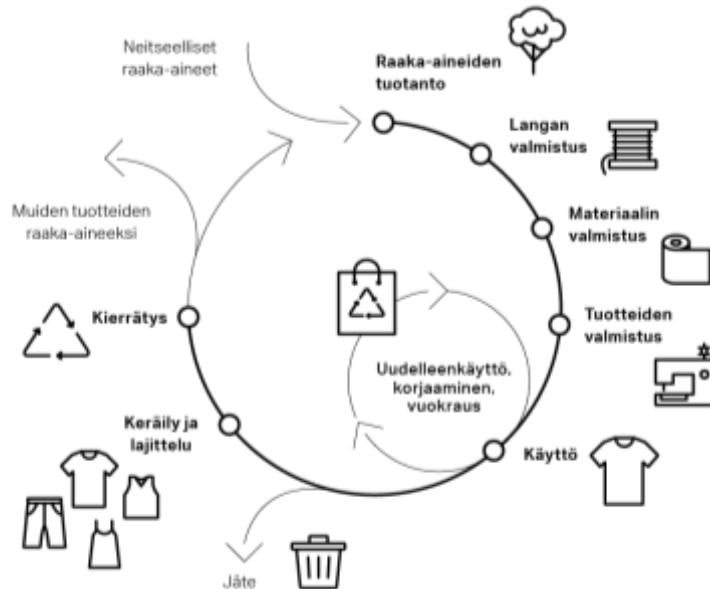 Neitseelliset
raaka-aineet
Raaka-aineiden
tuotanto
Langan
valmistus
Materiaalin
valmistus
Tuotteiden
valmistus
Käyttö
Uudelleenkäyttö,
korjaaminen,
vuokraus
Jäte
Keräily ja
lajittelu
Kierrätys
Muiden tuotteiden
raaka-aineeksi